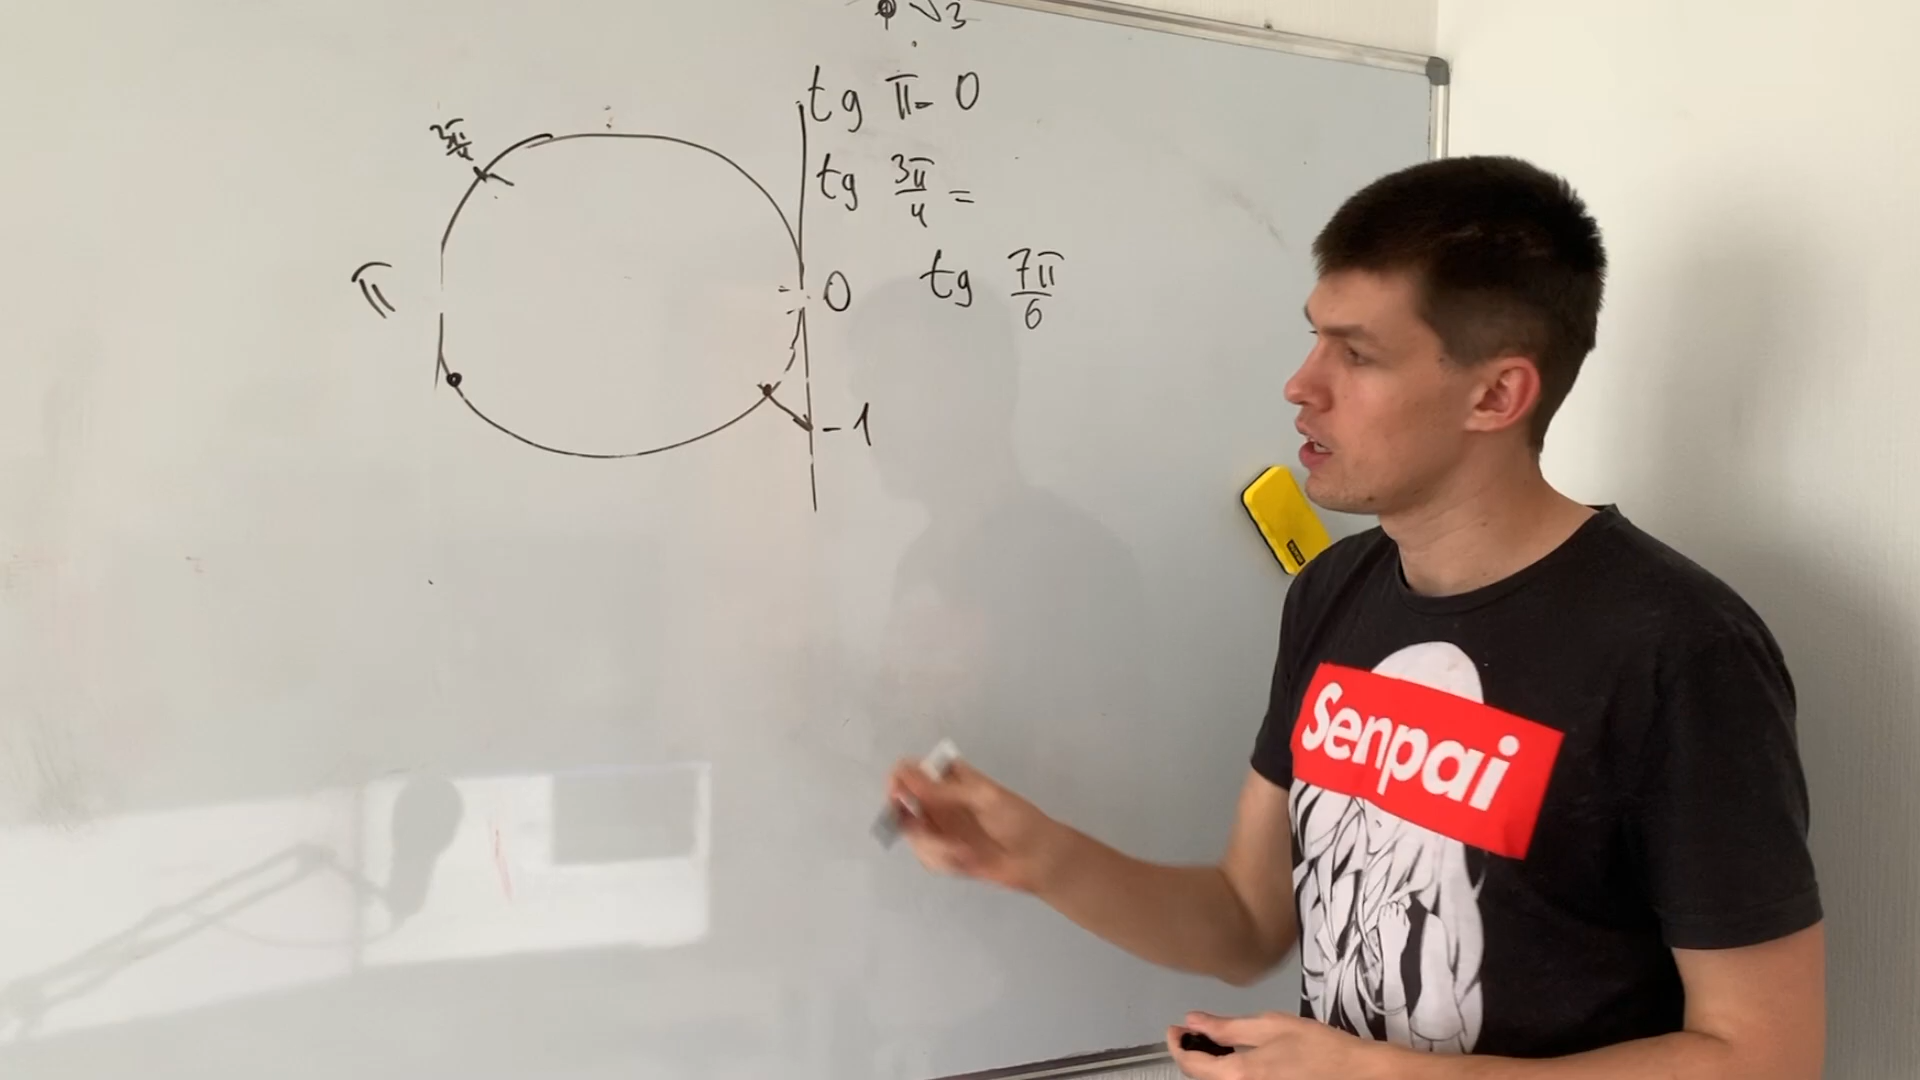 √3
tg π = 0
3π/4
tg 3π/4 =
π
0
tg 7π/6
-1
Senpai